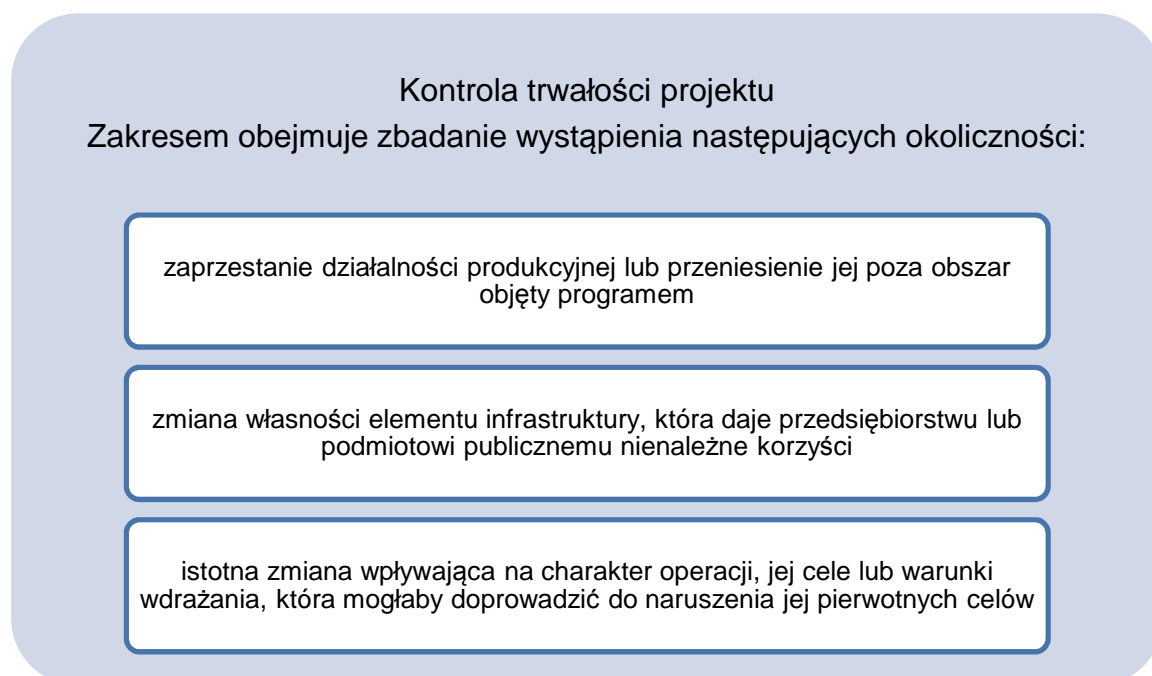 Kontrola trwałości projektu
Zakresem obejmuje zbadanie wystąpienia następujących okoliczności:
zaprzestanie działalności produkcyjnej lub przeniesienie jej poza obszar
objęty programem
zmiana własności elementu infrastruktury, która daje przedsiębiorstwu lub
podmiotowi publicznemu nienależne korzyści
istotna zmiana wpływająca na charakter operacji, jej cele lub warunki
wdrażania, która mogłaby doprowadzić do naruszenia jej pierwotnych celów